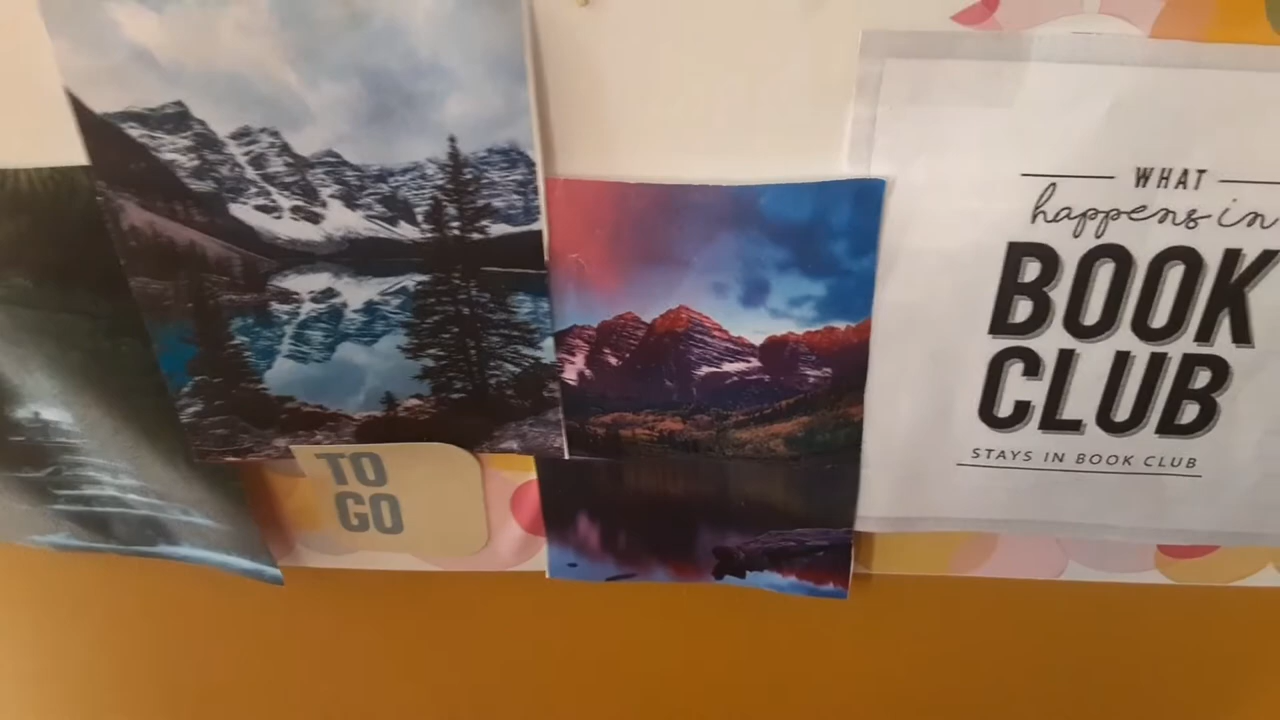 TO
GO
WHAT
happens in
BOOK
CLUB
STAYS IN BOOK CLUB